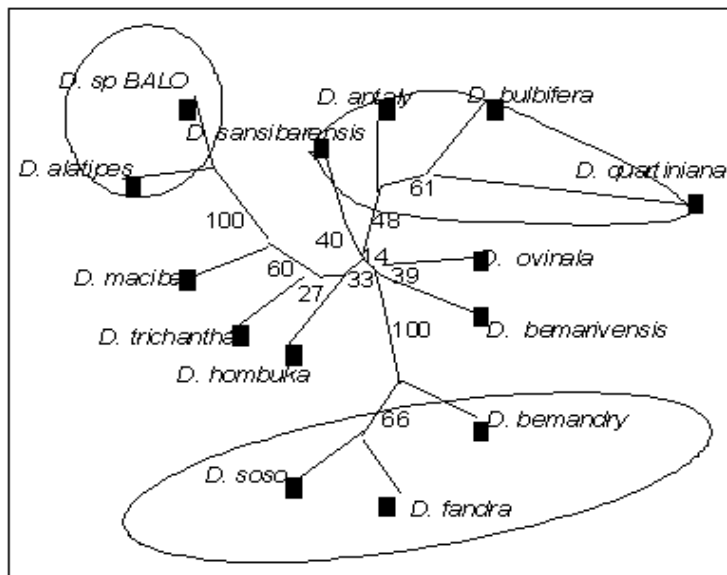 D. sp BALO
D. antaly
D. bulbifera
D. sansibarensis
D. alatipes
D. quartiniana
61
100
48
40
14
D. ovinala
60
39
D. maciba
27
33
D. trichantha
100
D. bemarivensis
D. hombuka
66
D. bemandry
D. soso
D. fandra